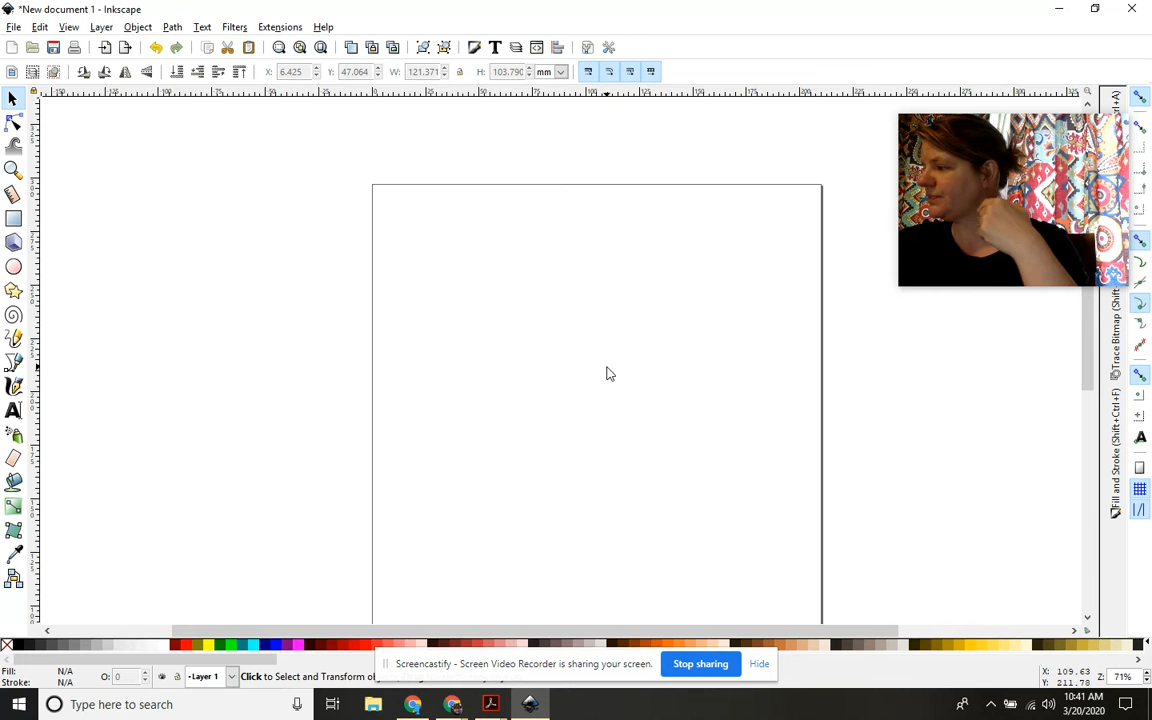 *New document 1 - Inkscape
File Edit View Layer Object Path Text Filters Extensions Help
X: 6.425 Y: 47.064 W: 121.371 H: 103.790 mm
Trace Bitmap (Shift+
Fill and Stroke (Shift+Ctrl+F)
Fill: N/A
Stroke: N/A
O: 0
Layer 1
Click to Select and Transform
Screencastify - Screen Video Recorder is sharing your screen.
Stop sharing
Hide
X: 109.63
Y: 211.70
Z: 71%
Type here to search
10:41 AM
3/20/2020